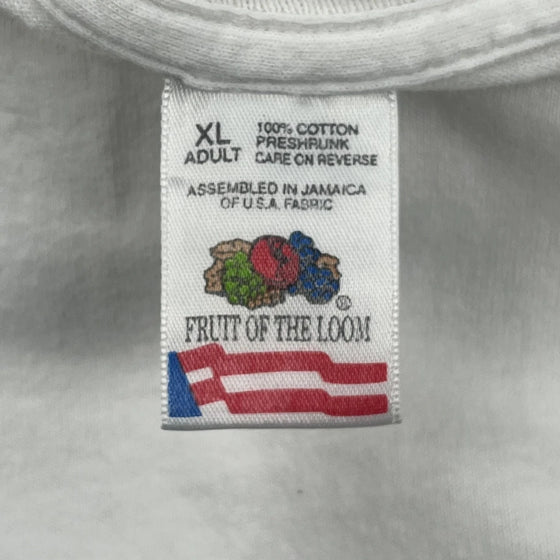 XL
ADULT
100% COTTON
PRESHRUNK
CARE ON REVERSE
ASSEMBLED IN JAMAICA
OF U.S.A. FABRIC
®
FRUIT OF THE LOOM